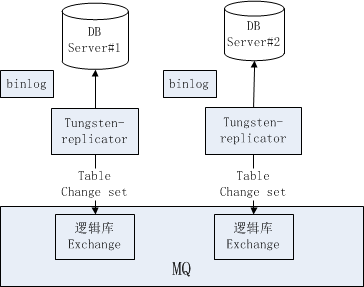 DB
Server#1
DB
Server#2
binlog
binlog
Tungsten-
replicator
Tungsten-
replicator
Table
Change set
Table
Change set
逻辑库
Exchange
逻辑库
Exchange
MQ